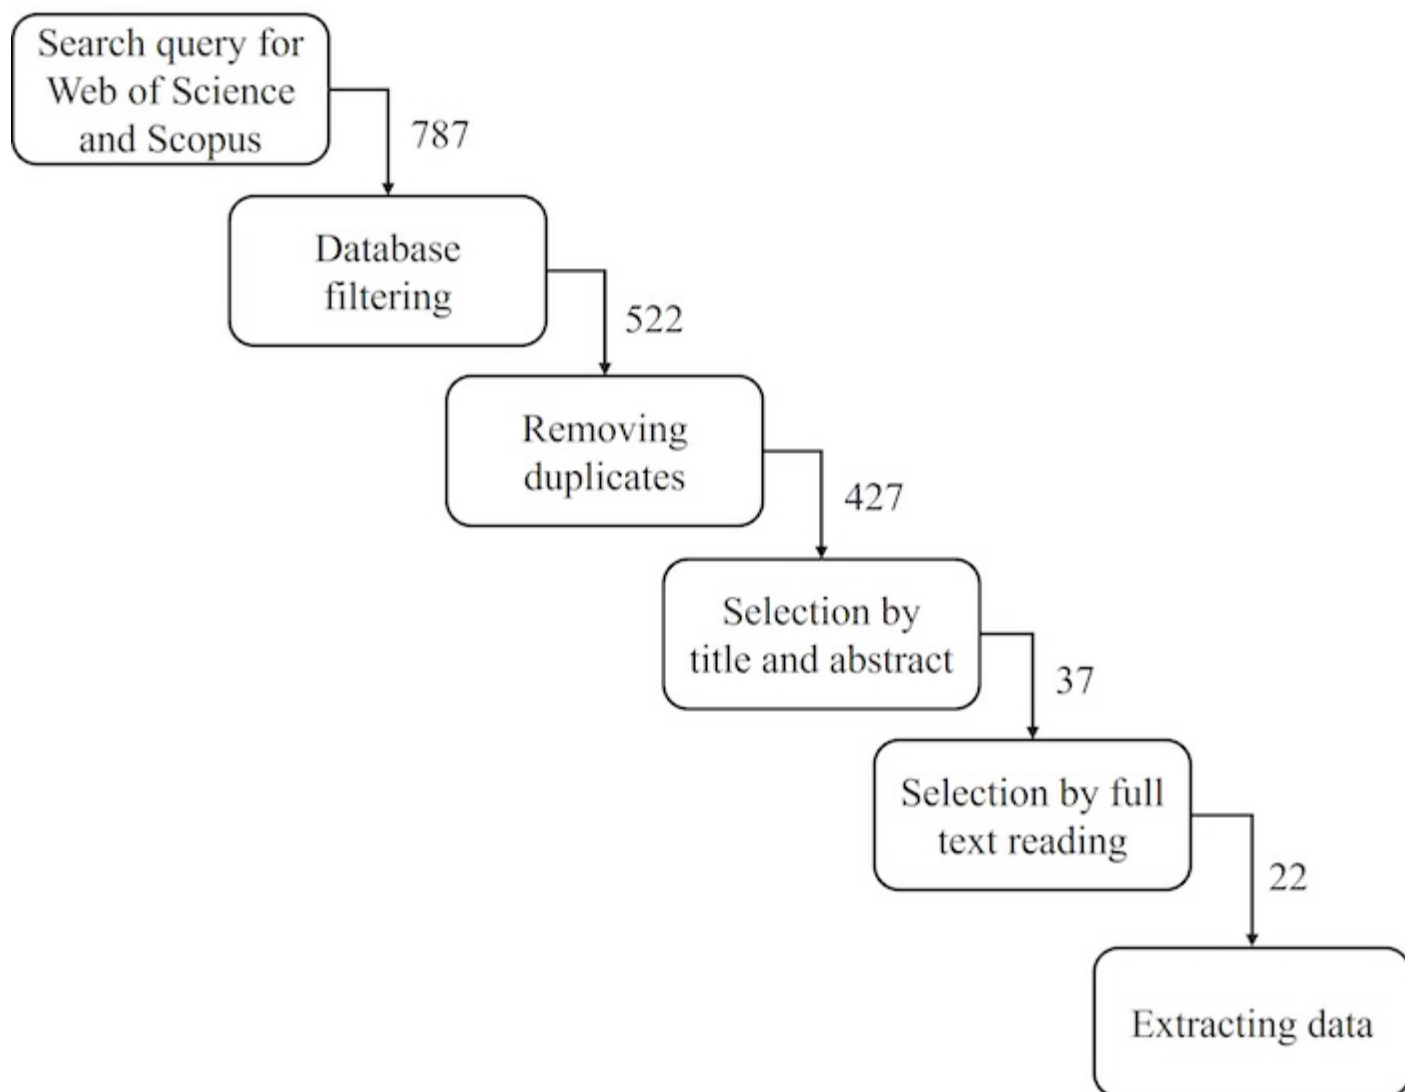 Search query for
Web of Science
and Scopus
787
Database
filtering
522
Removing
duplicates
427
Selection by
title and abstract
37
Selection by full
text reading
22
Extracting data